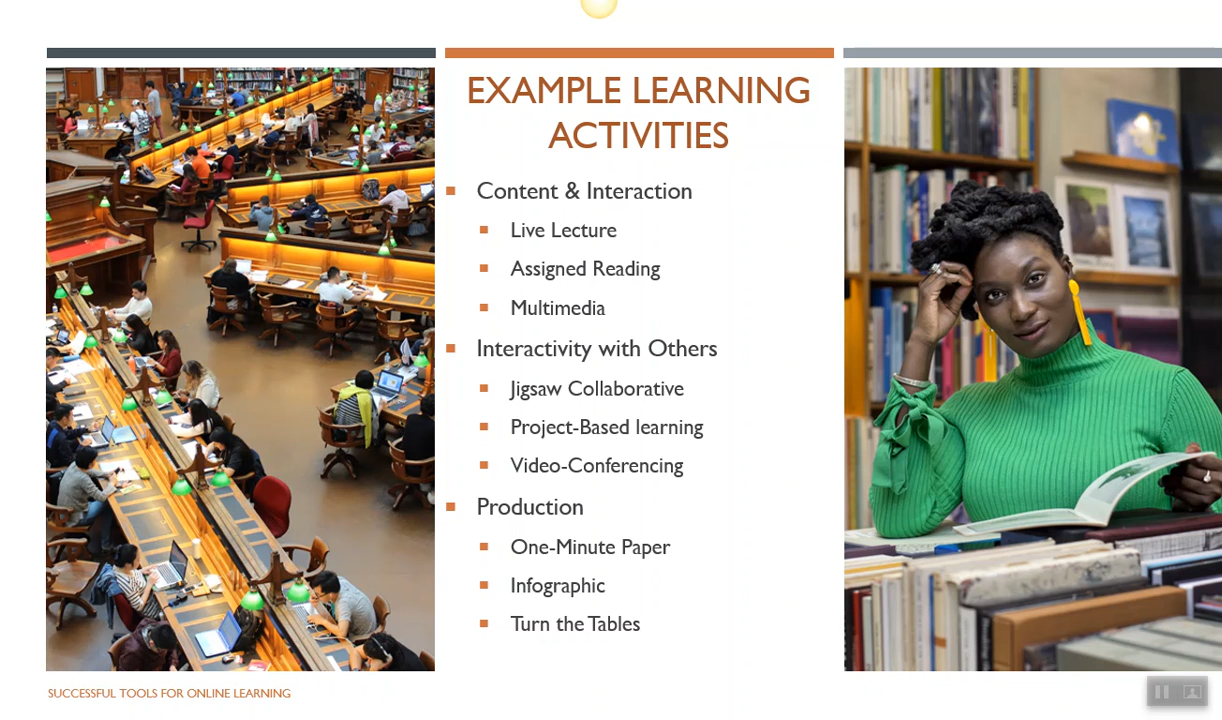 EXAMPLE LEARNING
ACTIVITIES
Content & Interaction
Live Lecture
Assigned Reading
Multimedia
Interactivity with Others
Jigsaw Collaborative
Project-Based learning
Video-Conferencing
Production
One-Minute Paper
Infographic
Turn the Tables
SUCCESSFUL TOOLS FOR ONLINE LEARNING